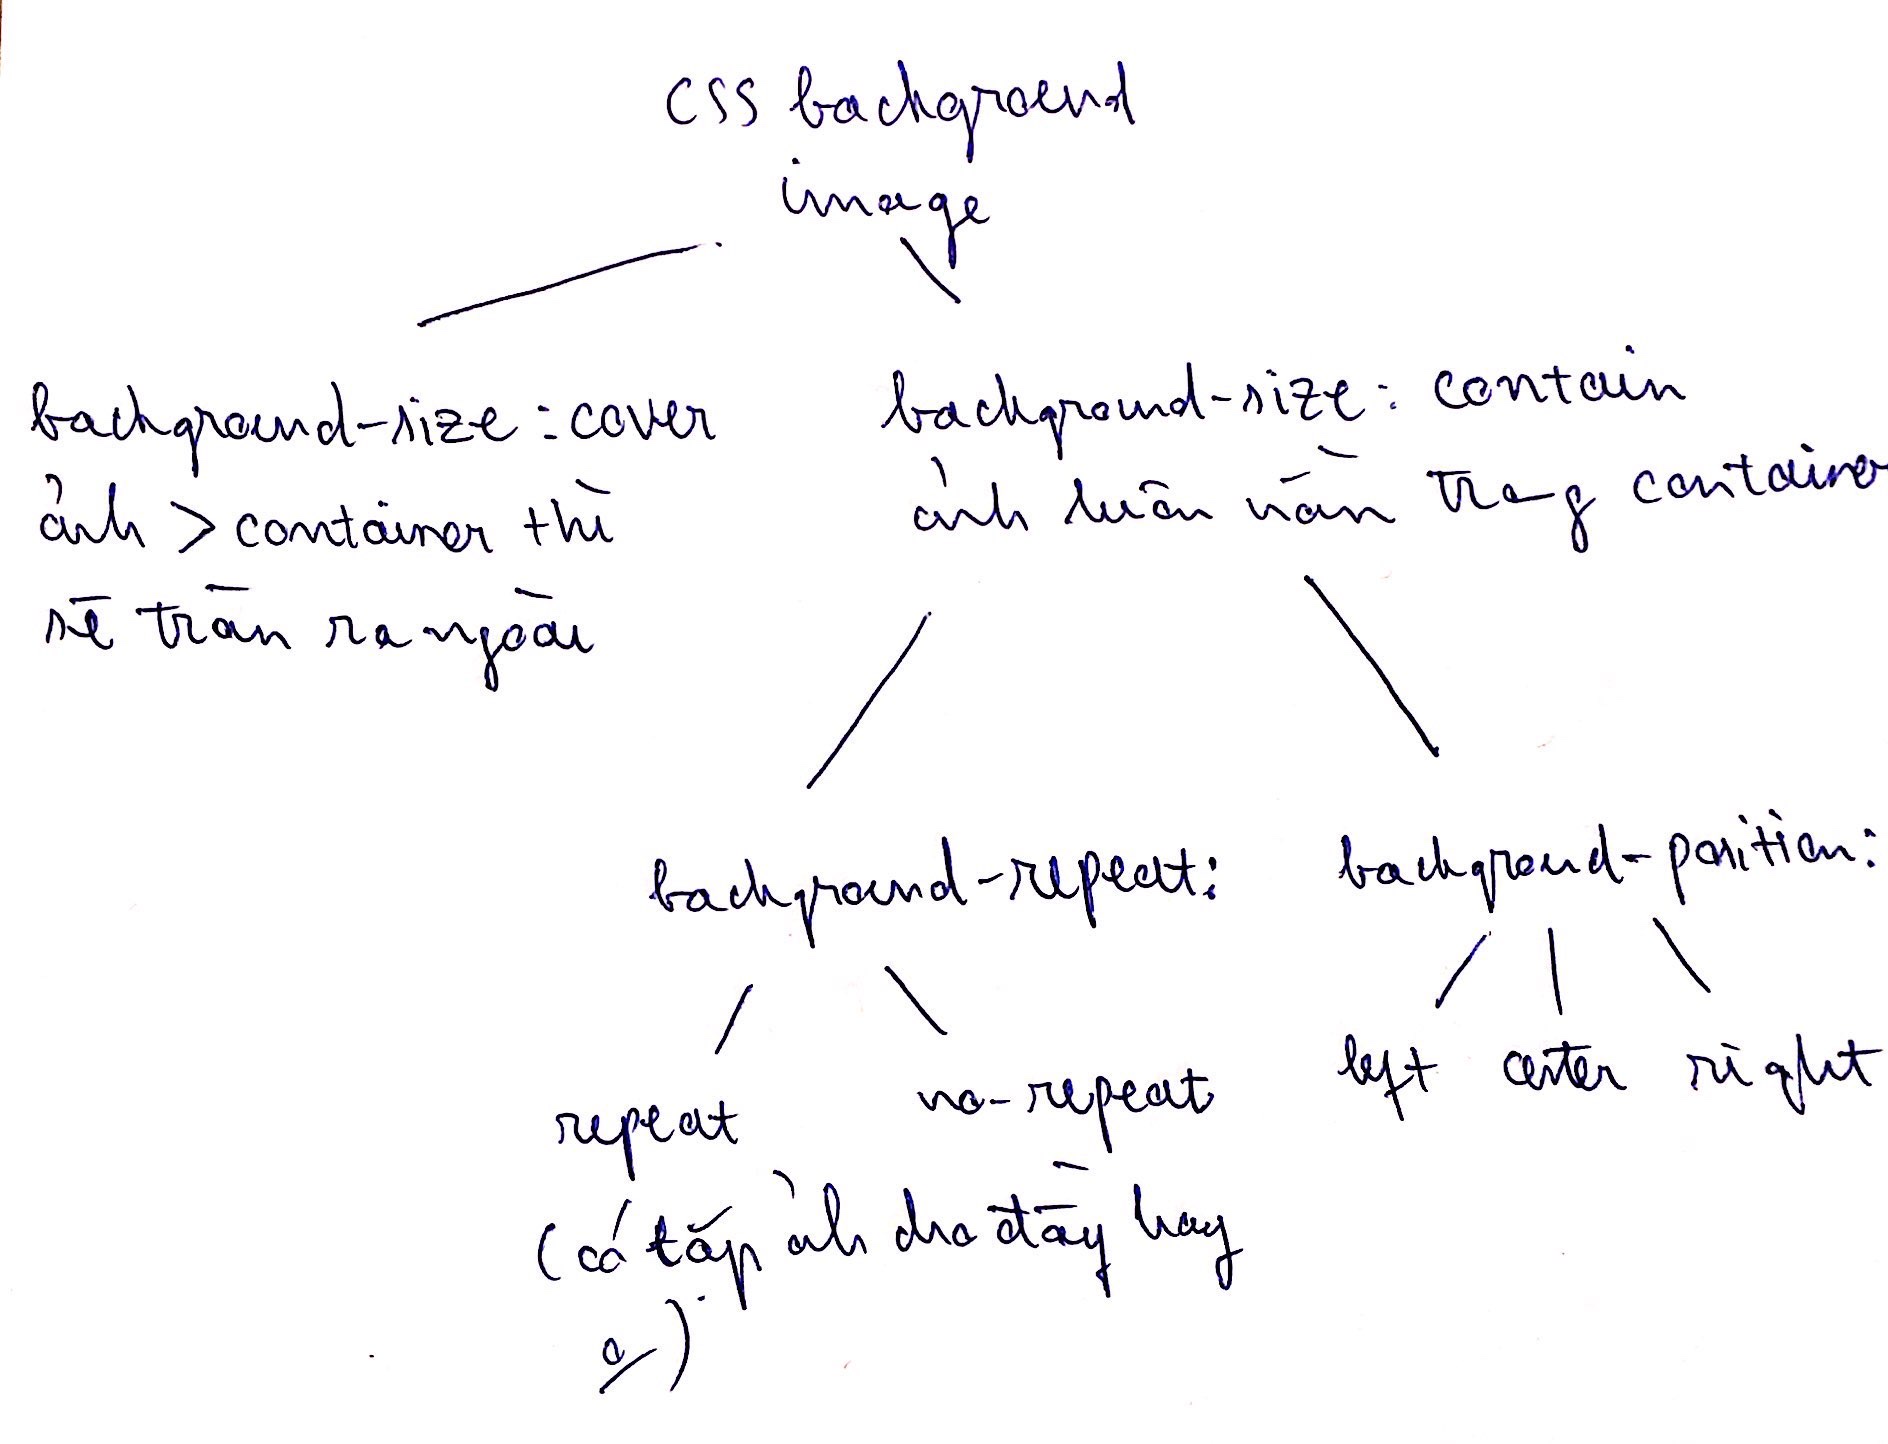 CSS background
image
background-size : cover
ảnh > container thì
sẽ tràn ra ngoài
background-size : contain
ảnh luôn nằm trong container
background-repeat :
repeat
no-repeat
(có lặp ảnh cho đầy hay
background-position :
left center right